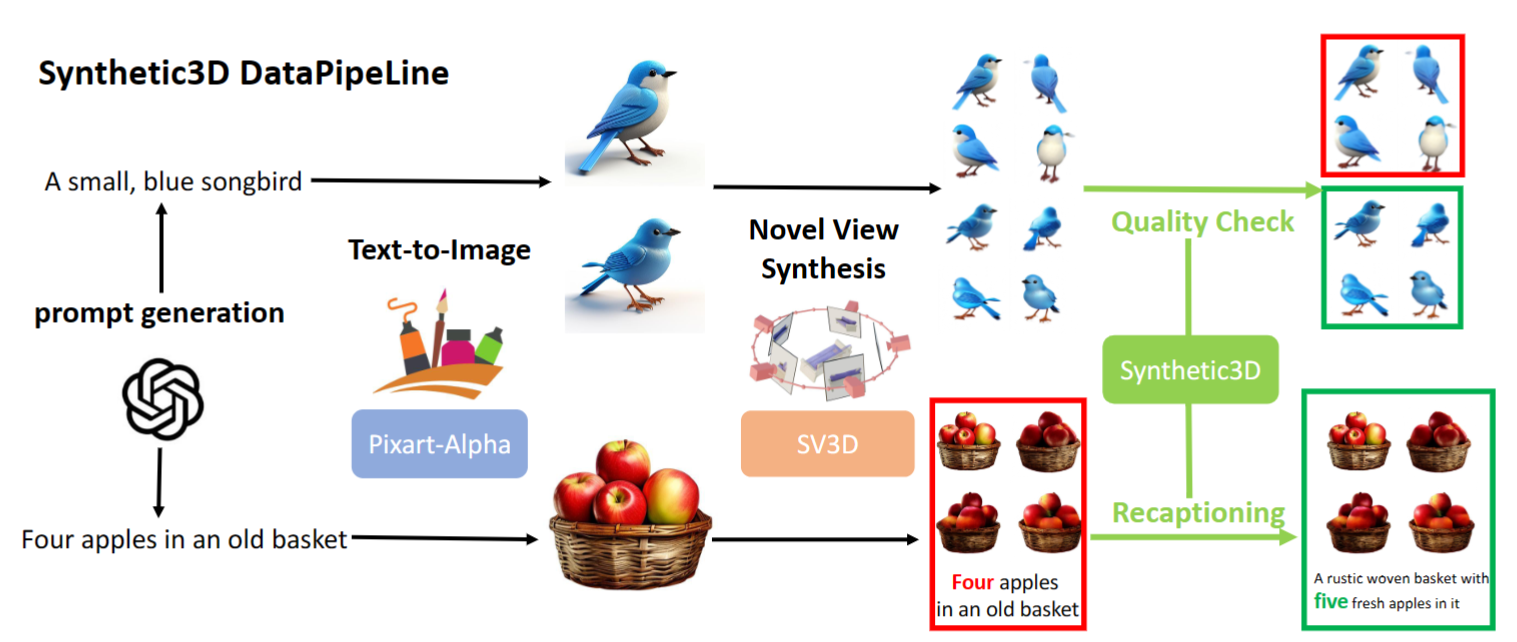 Synthetic3D DataPipeLine
A small, blue songbird
prompt generation
Text-to-Image
Pixart-Alpha
Four apples in an old basket
Novel View
Synthesis
SV3D
Quality Check
Synthetic3D
Recaptioning
Four apples
in an old basket
A rustic woven basket with
five fresh apples in it